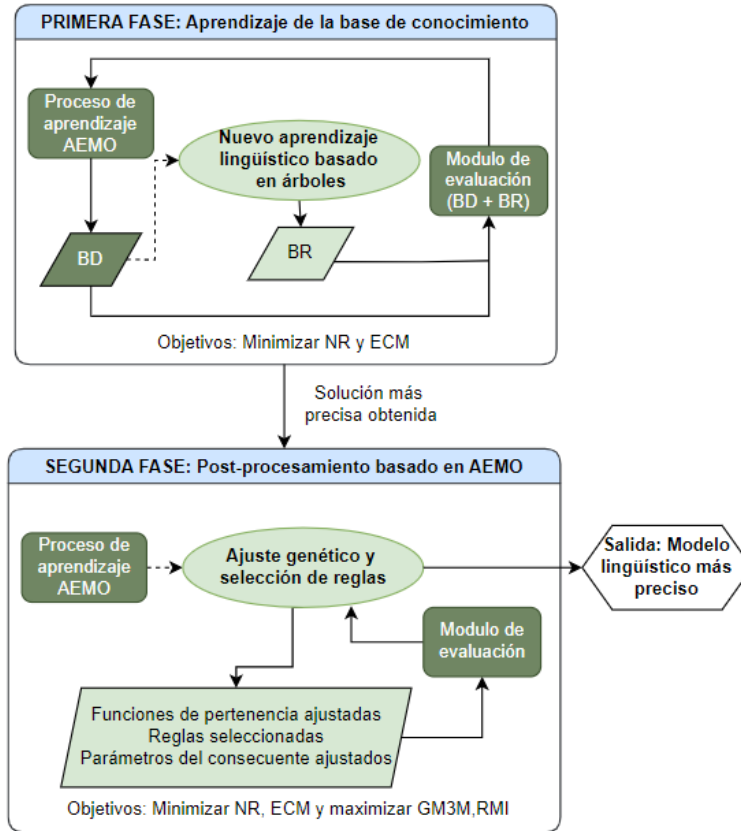 PRIMERA FASE: Aprendizaje de la base de conocimiento
Proceso de
aprendizaje
AEMO
Nuevo aprendizaje
lingüístico basado
en árboles
Modulo de
evaluación
(BD + BR)
BD
BR
Objetivos: Minimizar NR y ECM
Solución más
precisa obtenida
SEGUNDA FASE: Post-procesamiento basado en AEMO
Proceso de
aprendizaje
AEMO
Ajuste genético y
selección de reglas
Salida: Modelo
lingüístico más
preciso
Modulo de
evaluación
Funciones de pertenencia ajustadas
Reglas seleccionadas
Parámetros del consecuente ajustados
Objetivos: Minimizar NR, ECM y maximizar GM3M,RMI